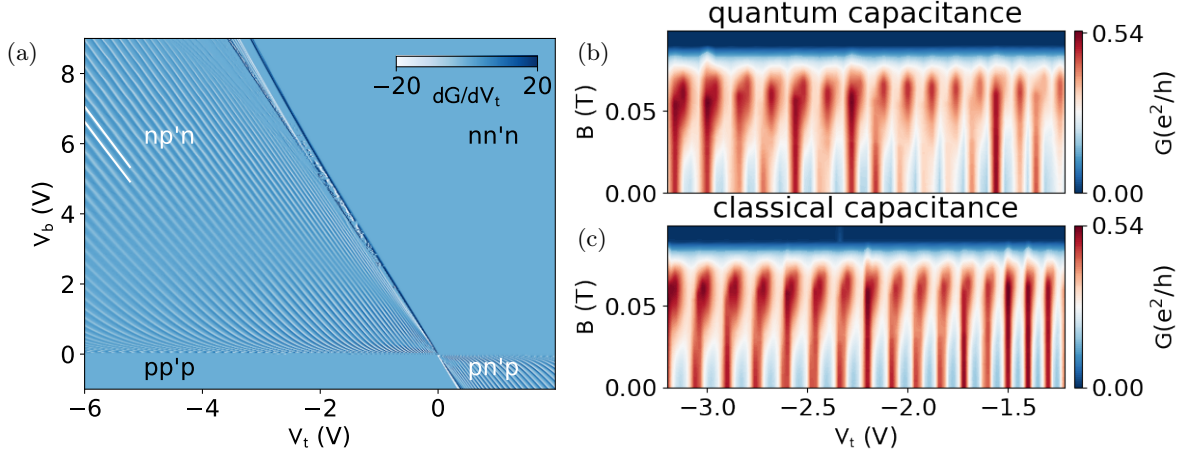 (a)
8
6
4
2
0
V_b (V)
−6
−4
−2
0
V_t (V)
−20
20
dG/dV_t
np'n
nn'n
pp'p
pn'p
quantum capacitance
(b)
0.05
0.00
B (T)
0.54
0.00
G(e^2/h)
classical capacitance
(c)
0.05
0.00
B (T)
0.54
0.00
G(e^2/h)
−3.0
−2.5
−2.0
−1.5
V_t (V)